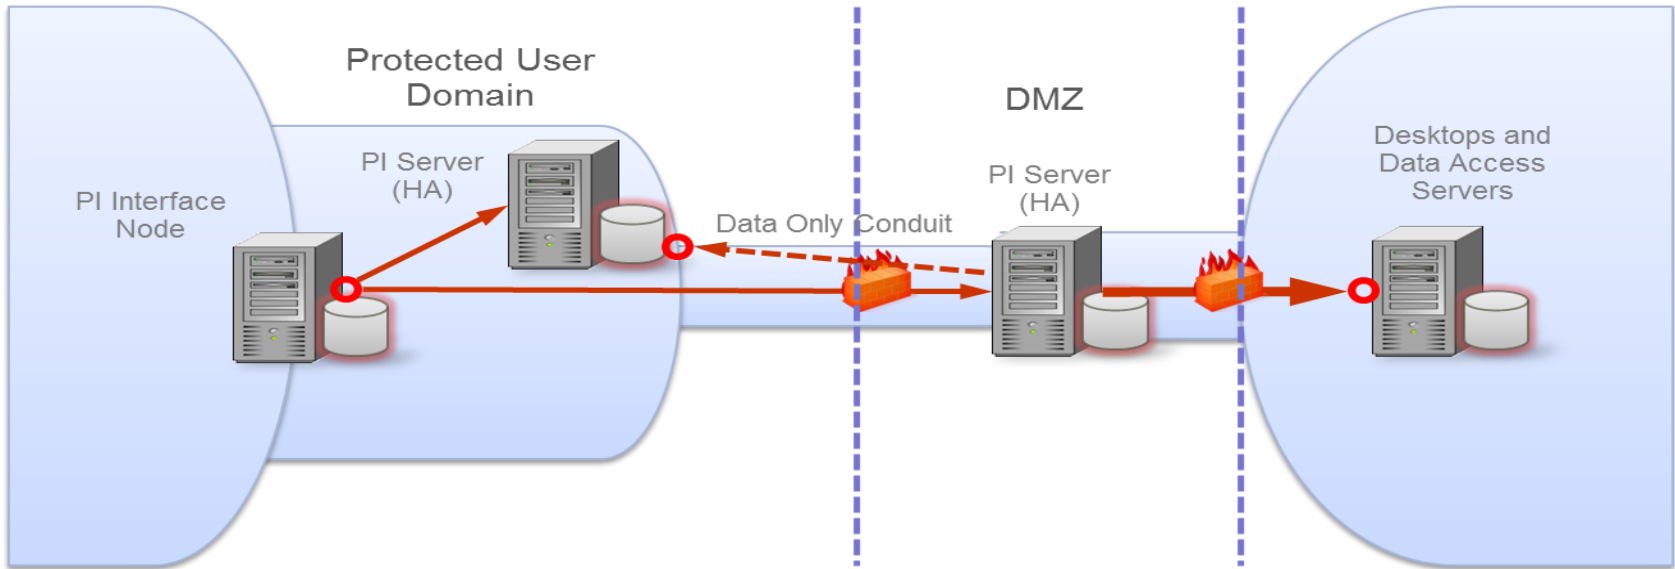 Protected User
Domain
DMZ
Desktops and
Data Access
Servers
PI Server
(HA)
PI Server
(HA)
PI Interface
Node
Data Only Conduit